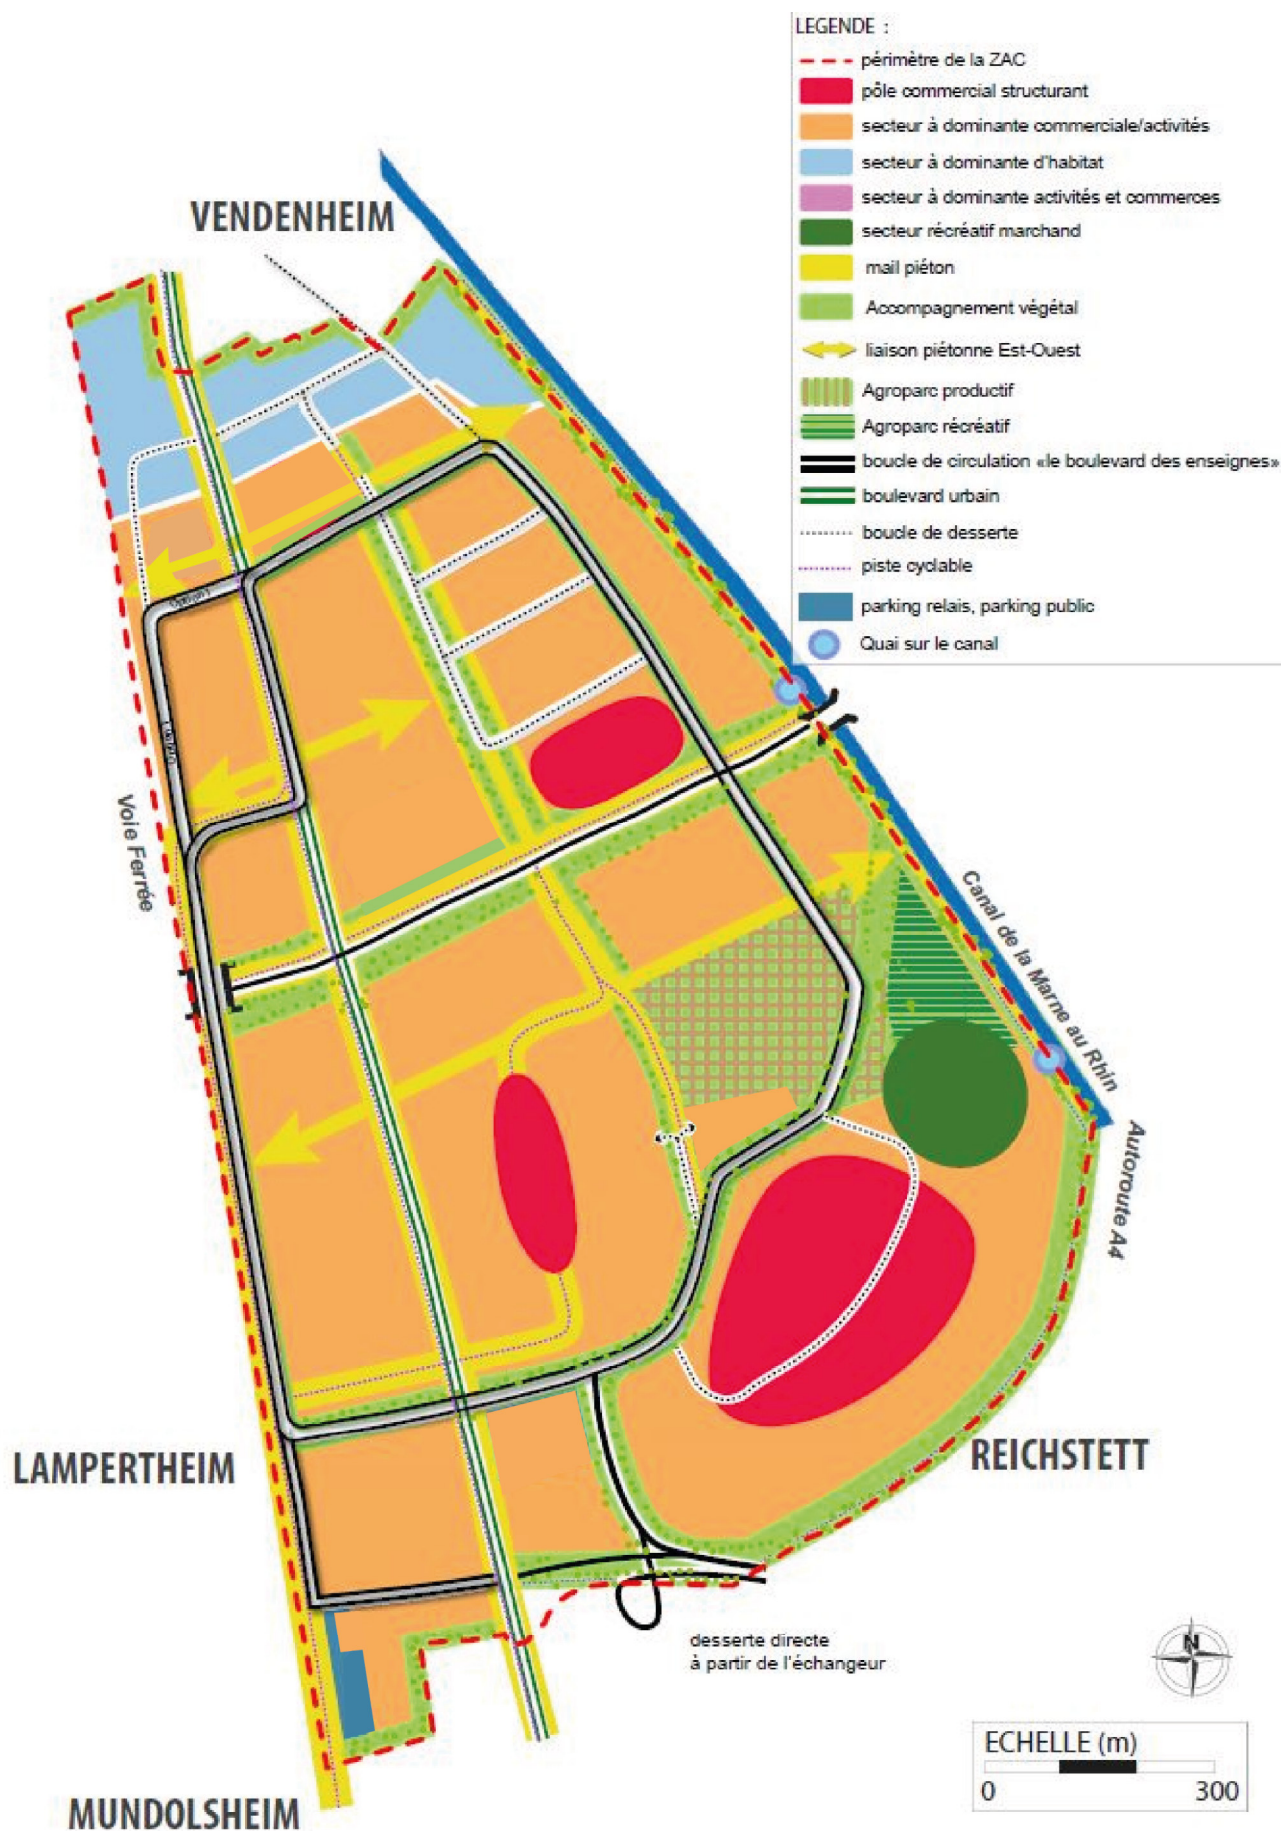 LEGENDE :
périmètre de la ZAC
pôle commercial structurant
secteur à dominante commerciale/activités
secteur à dominante d'habitat
secteur à dominante activités et commerces
secteur récréatif marchand
mail piéton
Accompagnement végétal
liaison piétonne Est-Ouest
Agroparc productif
Agroparc récréatif
boucle de circulation «le boulevard des enseignes»
boulevard urbain
boucle de desserte
piste cyclable
parking relais, parking public
Quai sur le canal
VENDENHEIM
Voie Ferrée
Canal de la Marne au Rhin
Autoroute A4
LAMPERTHEIM
REICHSTETT
desserte directe
à partir de l'échangeur
N
ECHELLE (m)
0 300
MUNDOLSHEIM